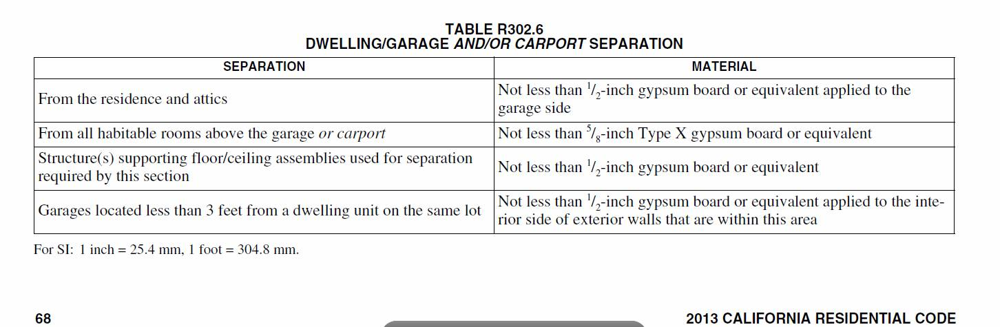 TABLE R302.6
DWELLING/GARAGE AND/OR CARPORT SEPARATION
SEPARATION
MATERIAL
From the residence and attics
Not less than 1/2-inch gypsum board or equivalent applied to the
garage side
From all habitable rooms above the garage or carport
Not less than 5/8-inch Type X gypsum board or equivalent
Structure(s) supporting floor/ceiling assemblies used for separation
required by this section
Not less than 1/2-inch gypsum board or equivalent
Garages located less than 3 feet from a dwelling unit on the same lot
Not less than 1/2-inch gypsum board or equivalent applied to the inte-
rior side of exterior walls that are within this area
For SI: 1 inch = 25.4 mm, 1 foot = 304.8 mm.
68
2013 CALIFORNIA RESIDENTIAL CODE